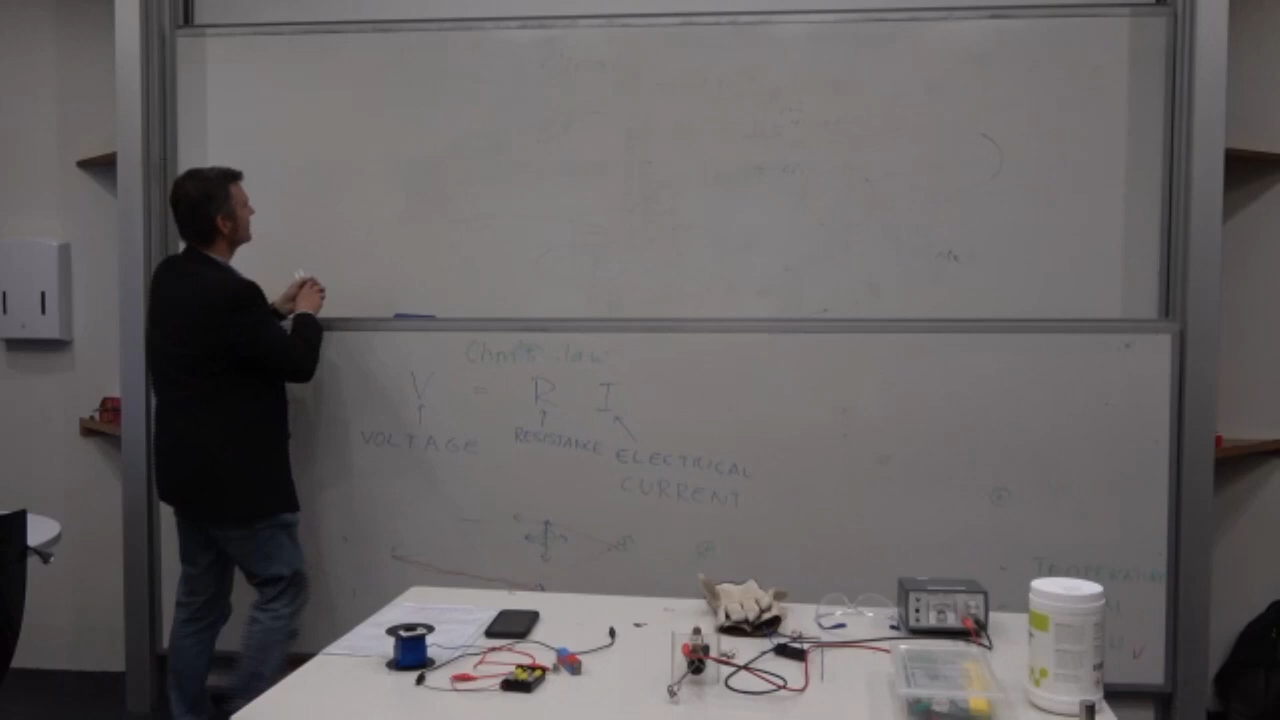 Ohm's law
V = R I
VOLTAGE RESISTANCE ELECTRICAL
CURRENT